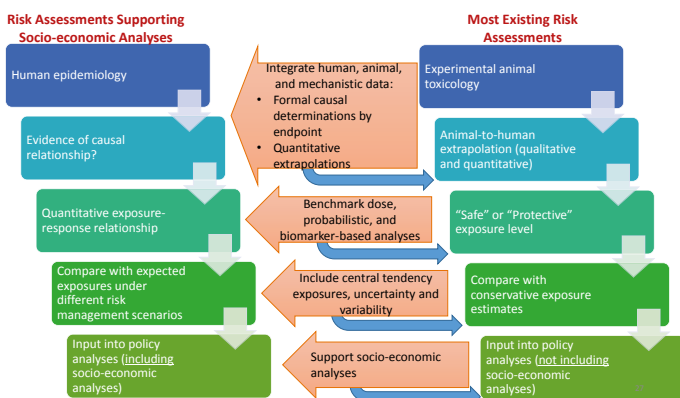 Risk Assessments Supporting
Socio-economic Analyses
Most Existing Risk
Assessments
Human epidemiology
Integrate human, animal,
and mechanistic data:
• Formal causal
determinations by
endpoint
• Quantitative
extrapolations
Experimental animal
toxicology
Evidence of causal
relationship?
Animal-to-human
extrapolation (qualitative
and quantitative)
Quantitative exposure-
response relationship
Benchmark dose,
probabilistic, and
biomarker-based analyses
“Safe” or “Protective”
exposure level
Compare with expected
exposures under
different risk
management scenarios
Include central tendency
exposures, uncertainty and
variability
Compare with
conservative exposure
estimates
Input into policy
analyses (including
socio-economic
analyses)
Support socio-economic
analyses
Input into policy
analyses (not including
socio-economic
analyses)